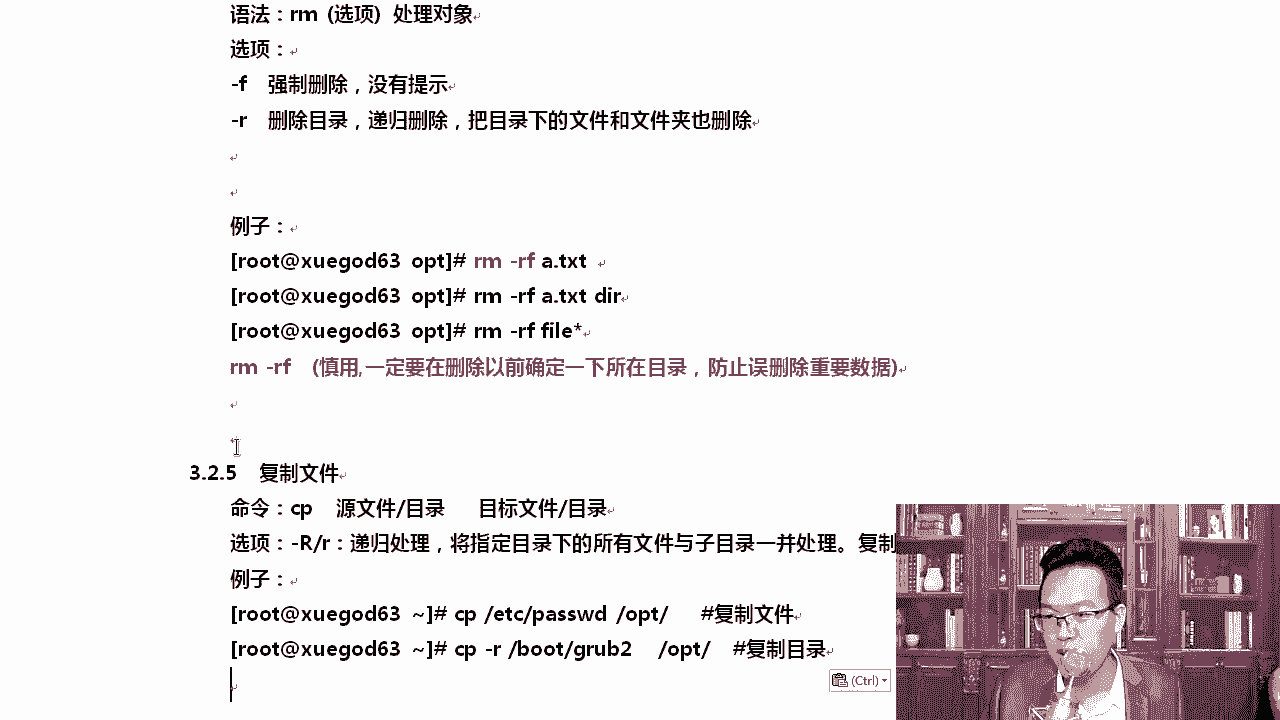 语法：rm (选项) 处理对象
选项：
-f 强制删除，没有提示
-r 删除目录，递归删除，把目录下的文件和文件夹也删除
例子：
[root@xuegod63 opt]# rm -rf a.txt
[root@xuegod63 opt]# rm -rf a.txt dir
[root@xuegod63 opt]# rm -rf file*
rm -rf (慎用,一定要在删除以前确定一下所在目录，防止误删除重要数据)
3.2.5 复制文件
命令：cp 源文件/目录 目标文件/目录
选项：-R/r：递归处理，将指定目录下的所有文件与子目录一并处理。复制
例子：
[root@xuegod63 ~]# cp /etc/passwd /opt/ #复制文件
[root@xuegod63 ~]# cp -r /boot/grub2 /opt/ #复制目录
(Ctrl)